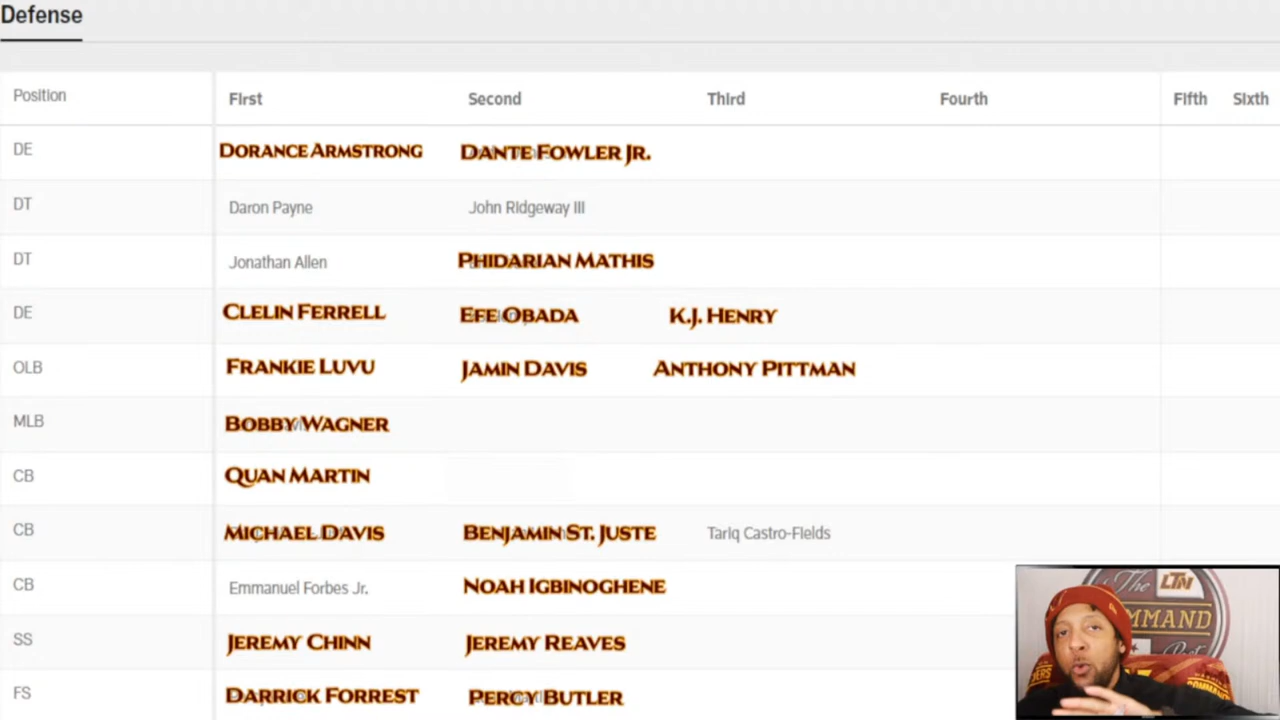 Defense
Position First Second Third Fourth Fifth Sixth
DE DORANCE ARMSTRONG DANTE FOWLER JR.
DT Daron Payne John Ridgeway III
DT Jonathan Allen PHIDARIAN MATHIS
DE CLELIN FERRELL EFE OBADA K.J. HENRY
OLB FRANKIE LUVU JAMIN DAVIS ANTHONY PITTMAN
MLB BOBBY WAGNER
CB QUAN MARTIN
CB MICHAEL DAVIS BENJAMIN ST. JUSTE Tariq Castro-Fields
CB Emmanuel Forbes Jr. NOAH IGBINOGHENE
SS JEREMY CHINN JEREMY REAVES
FS DARRICK FORREST PERCY BUTLER
The LTN
MMAND